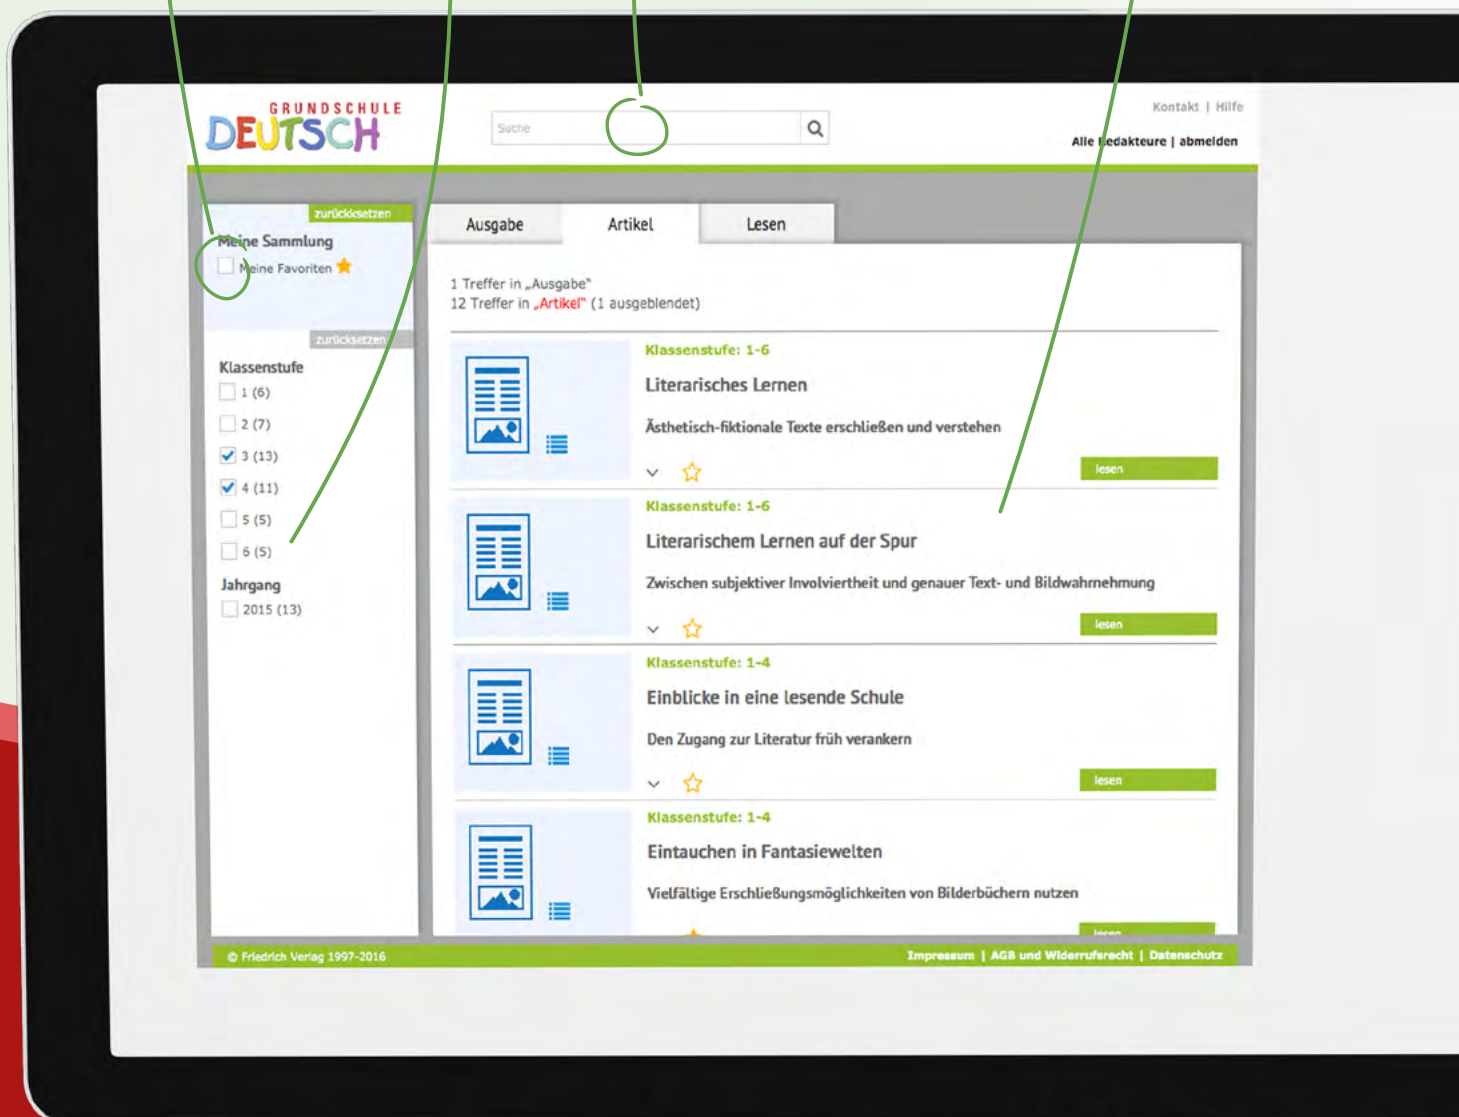 GRUNDSCHULE
DEUTSCH
Suche
Kontakt | Hilfe
Alle Redakteure | abmelden
zurückksetzen
Meine Sammlung
Meine Favoriten
zurücksetzen
Klassenstufe
1 (6)
2 (7)
3 (13)
4 (11)
5 (5)
6 (5)
Jahrgang
2015 (13)
Ausgabe
Artikel
Lesen
1 Treffer in „Ausgabe"
12 Treffer in „Artikel" (1 ausgeblendet)
Klassenstufe: 1-6
Literarisches Lernen
Ästhetisch-fiktionale Texte erschließen und verstehen
lesen
Klassenstufe: 1-6
Literarischem Lernen auf der Spur
Zwischen subjektiver Involviertheit und genauer Text- und Bildwahrnehmung
lesen
Klassenstufe: 1-4
Einblicke in eine lesende Schule
Den Zugang zur Literatur früh verankern
lesen
Klassenstufe: 1-4
Eintauchen in Fantasiewelten
Vielfältige Erschließungsmöglichkeiten von Bilderbüchern nutzen
lesen
© Friedrich Verlag 1997-2016
Impressum | AGB und Widerrufsrecht | Datenschutz